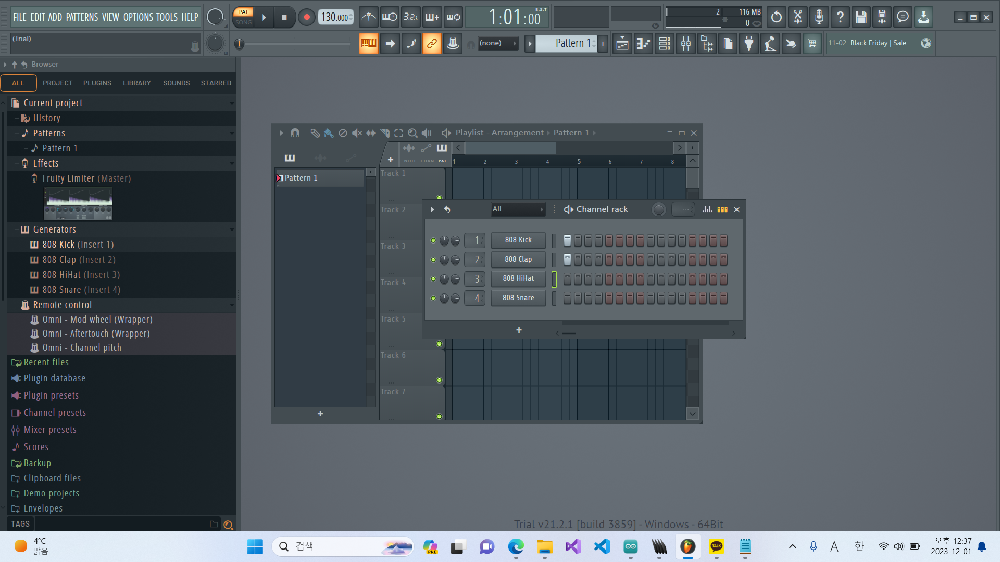 FILE EDIT ADD PATTERNS VIEW OPTIONS TOOLS HELP
PAT
SONG
130.000
3.2.1
B:S:T
1:01:00
2
116 MB
0
(Trial)
(none)
Pattern 1
+
11-02 Black Friday | Sale
Browser
ALL PROJECT PLUGINS LIBRARY SOUNDS STARRED
Current project
History
Patterns
Pattern 1
Effects
Fruity Limiter (Master)
Generators
808 Kick (Insert 1)
808 Clap (Insert 2)
808 HiHat (Insert 3)
808 Snare (Insert 4)
Remote control
Omni - Mod wheel (Wrapper)
Omni - Aftertouch (Wrapper)
Omni - Channel pitch
Recent files
Plugin database
Plugin presets
Channel presets
Mixer presets
Scores
Backup
Clipboard files
Demo projects
Envelopes
TAGS
Playlist - Arrangement Pattern 1
NOTE CHAN PAT
1 2 3 4 5 6 7 8
Pattern 1
Track 1
Track 2
Track 3
Track 4
Track 5
Track 6
Track 7
All
Channel rack
1 808 Kick
2 808 Clap
3 808 HiHat
4 808 Snare
Trial v21.2.1 [build 3859] - Windows - 64Bit
4°C
맑음
검색
PRE
TALK
A
한
오후 12:37
2023-12-01